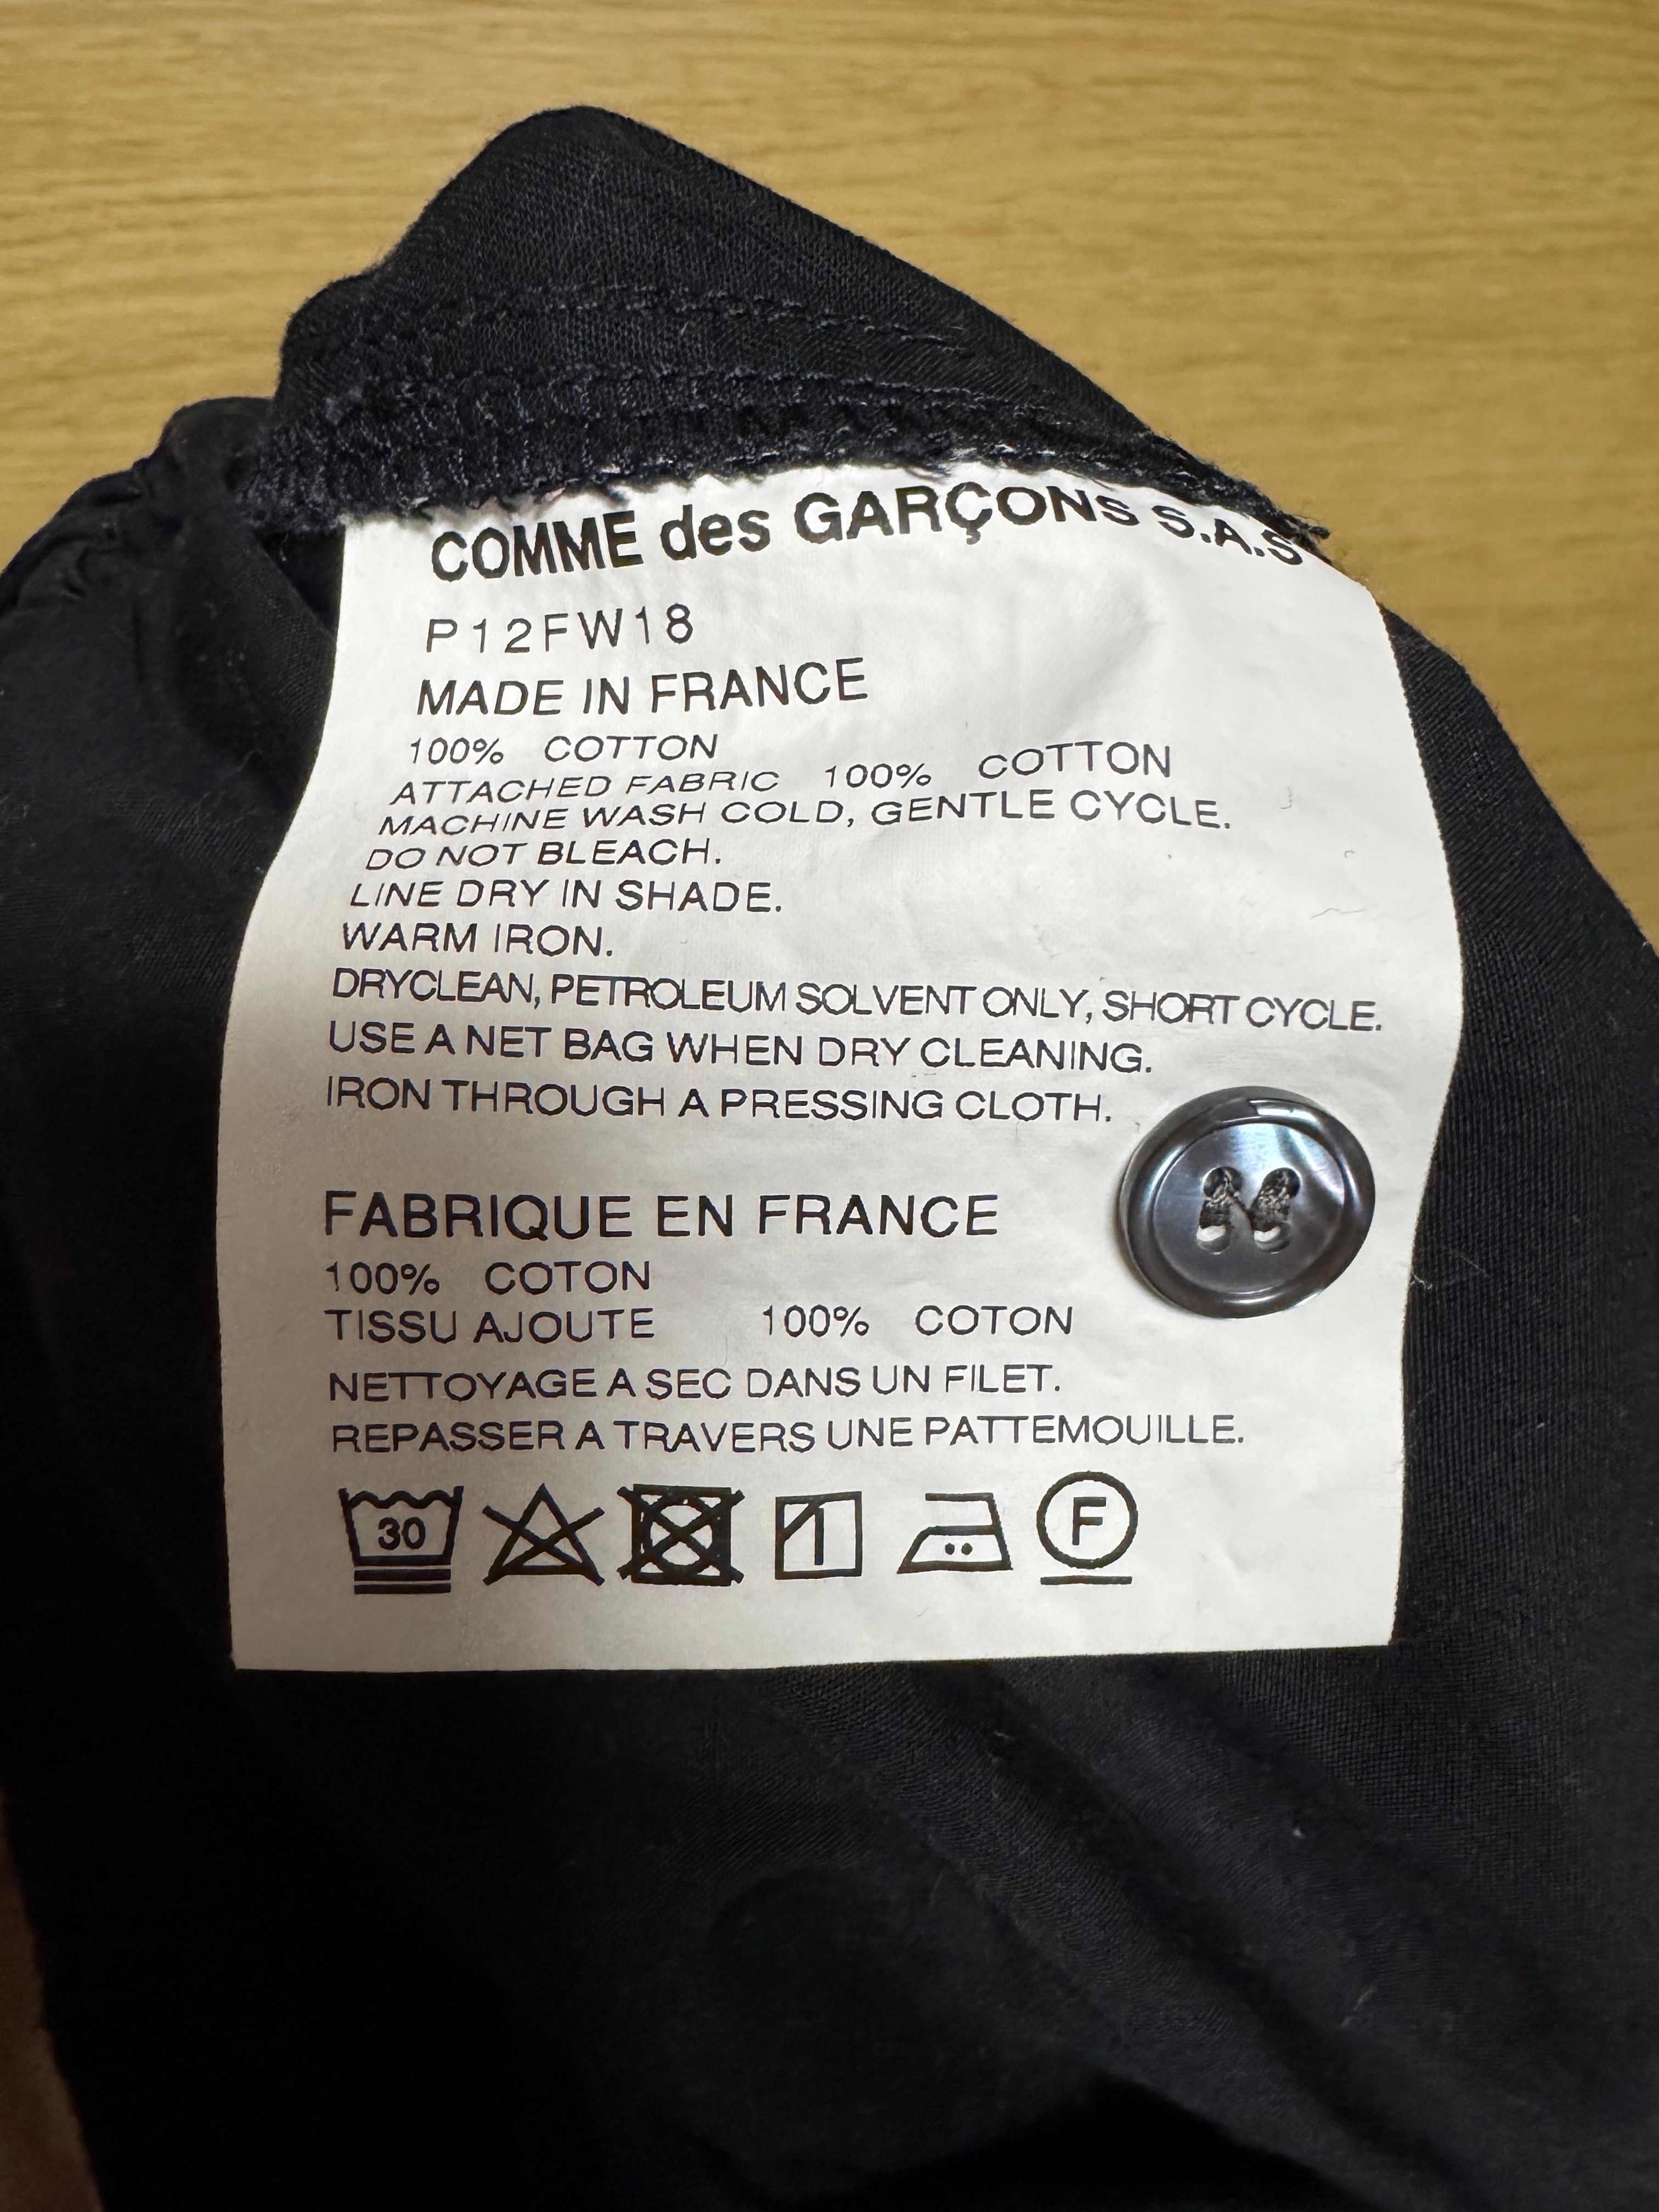 COMME des GARÇONS S.A.S
P12FW18
MADE IN FRANCE
100% COTTON
ATTACHED FABRIC 100% COTTON
MACHINE WASH COLD, GENTLE CYCLE.
DO NOT BLEACH.
LINE DRY IN SHADE.
WARM IRON.
DRYCLEAN, PETROLEUM SOLVENT ONLY, SHORT CYCLE.
USE A NET BAG WHEN DRY CLEANING.
IRON THROUGH A PRESSING CLOTH.
FABRIQUE EN FRANCE
100% COTON
TISSU AJOUTE 100% COTON
NETTOYAGE A SEC DANS UN FILET.
REPASSER A TRAVERS UNE PATTEMOUILLE.
30 F